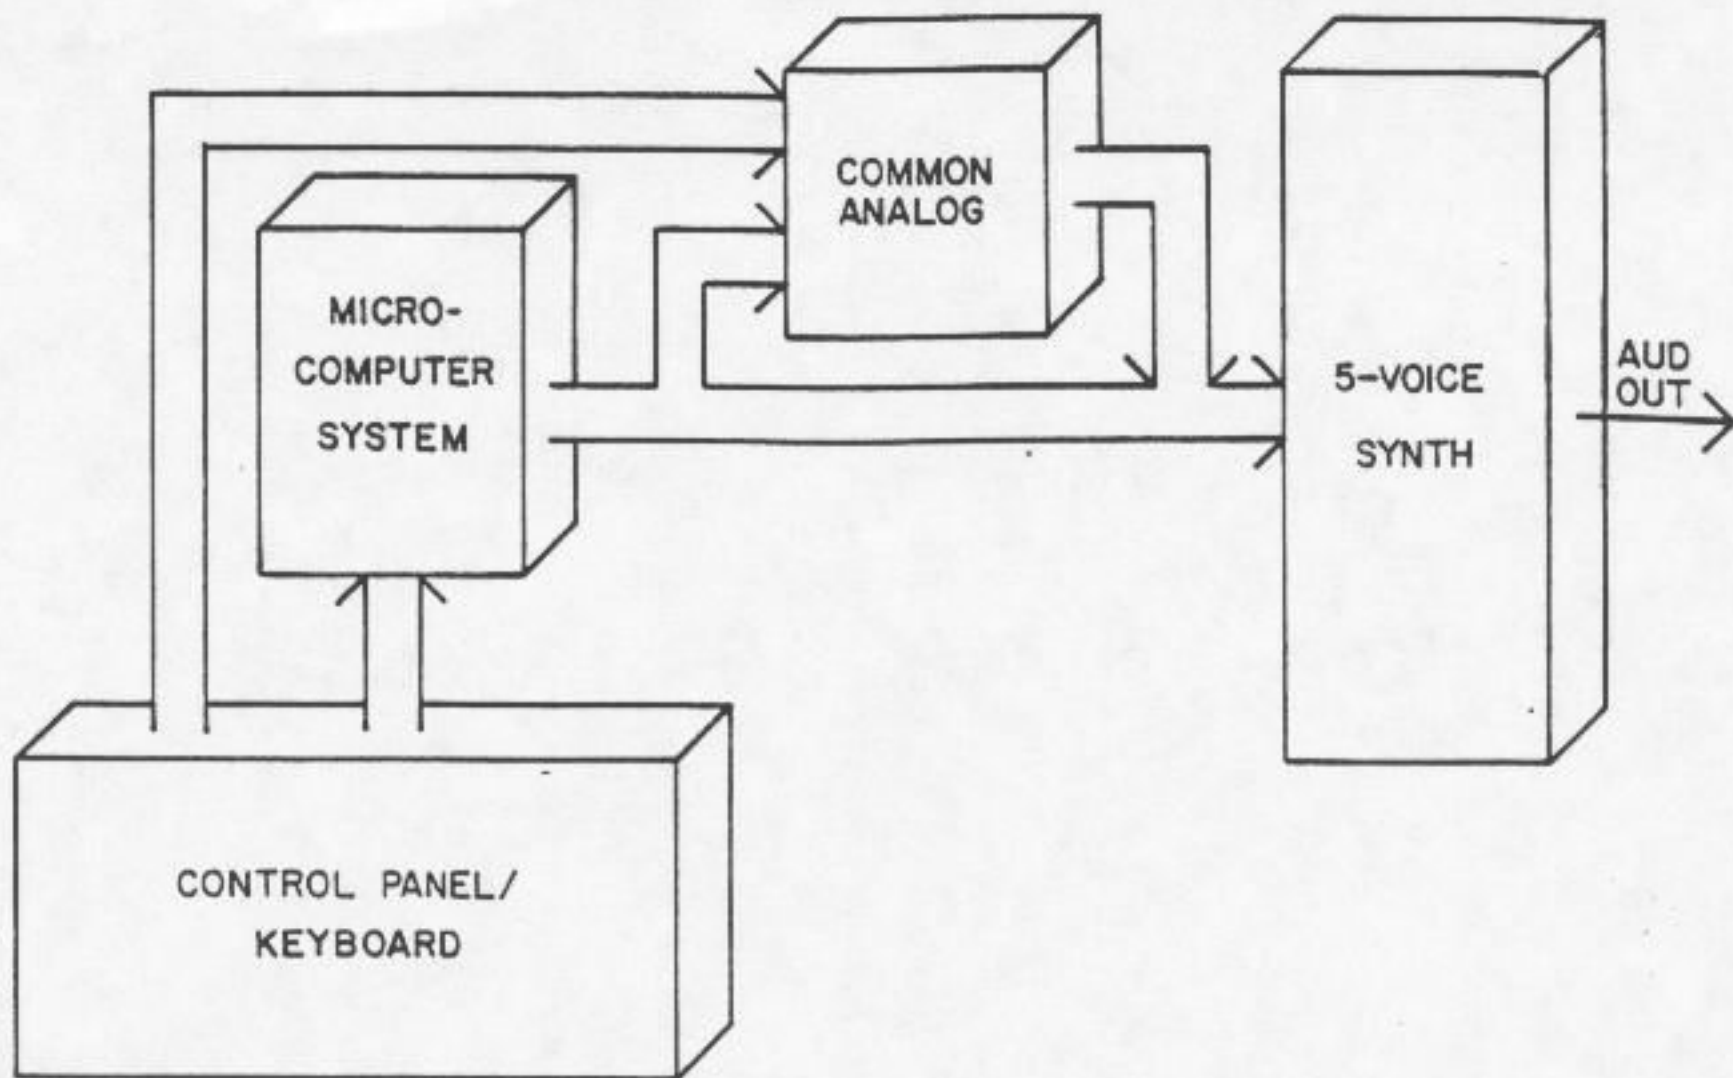 COMMON
ANALOG
MICRO-
COMPUTER
SYSTEM
5-VOICE
SYNTH
AUD
OUT
CONTROL PANEL/
KEYBOARD